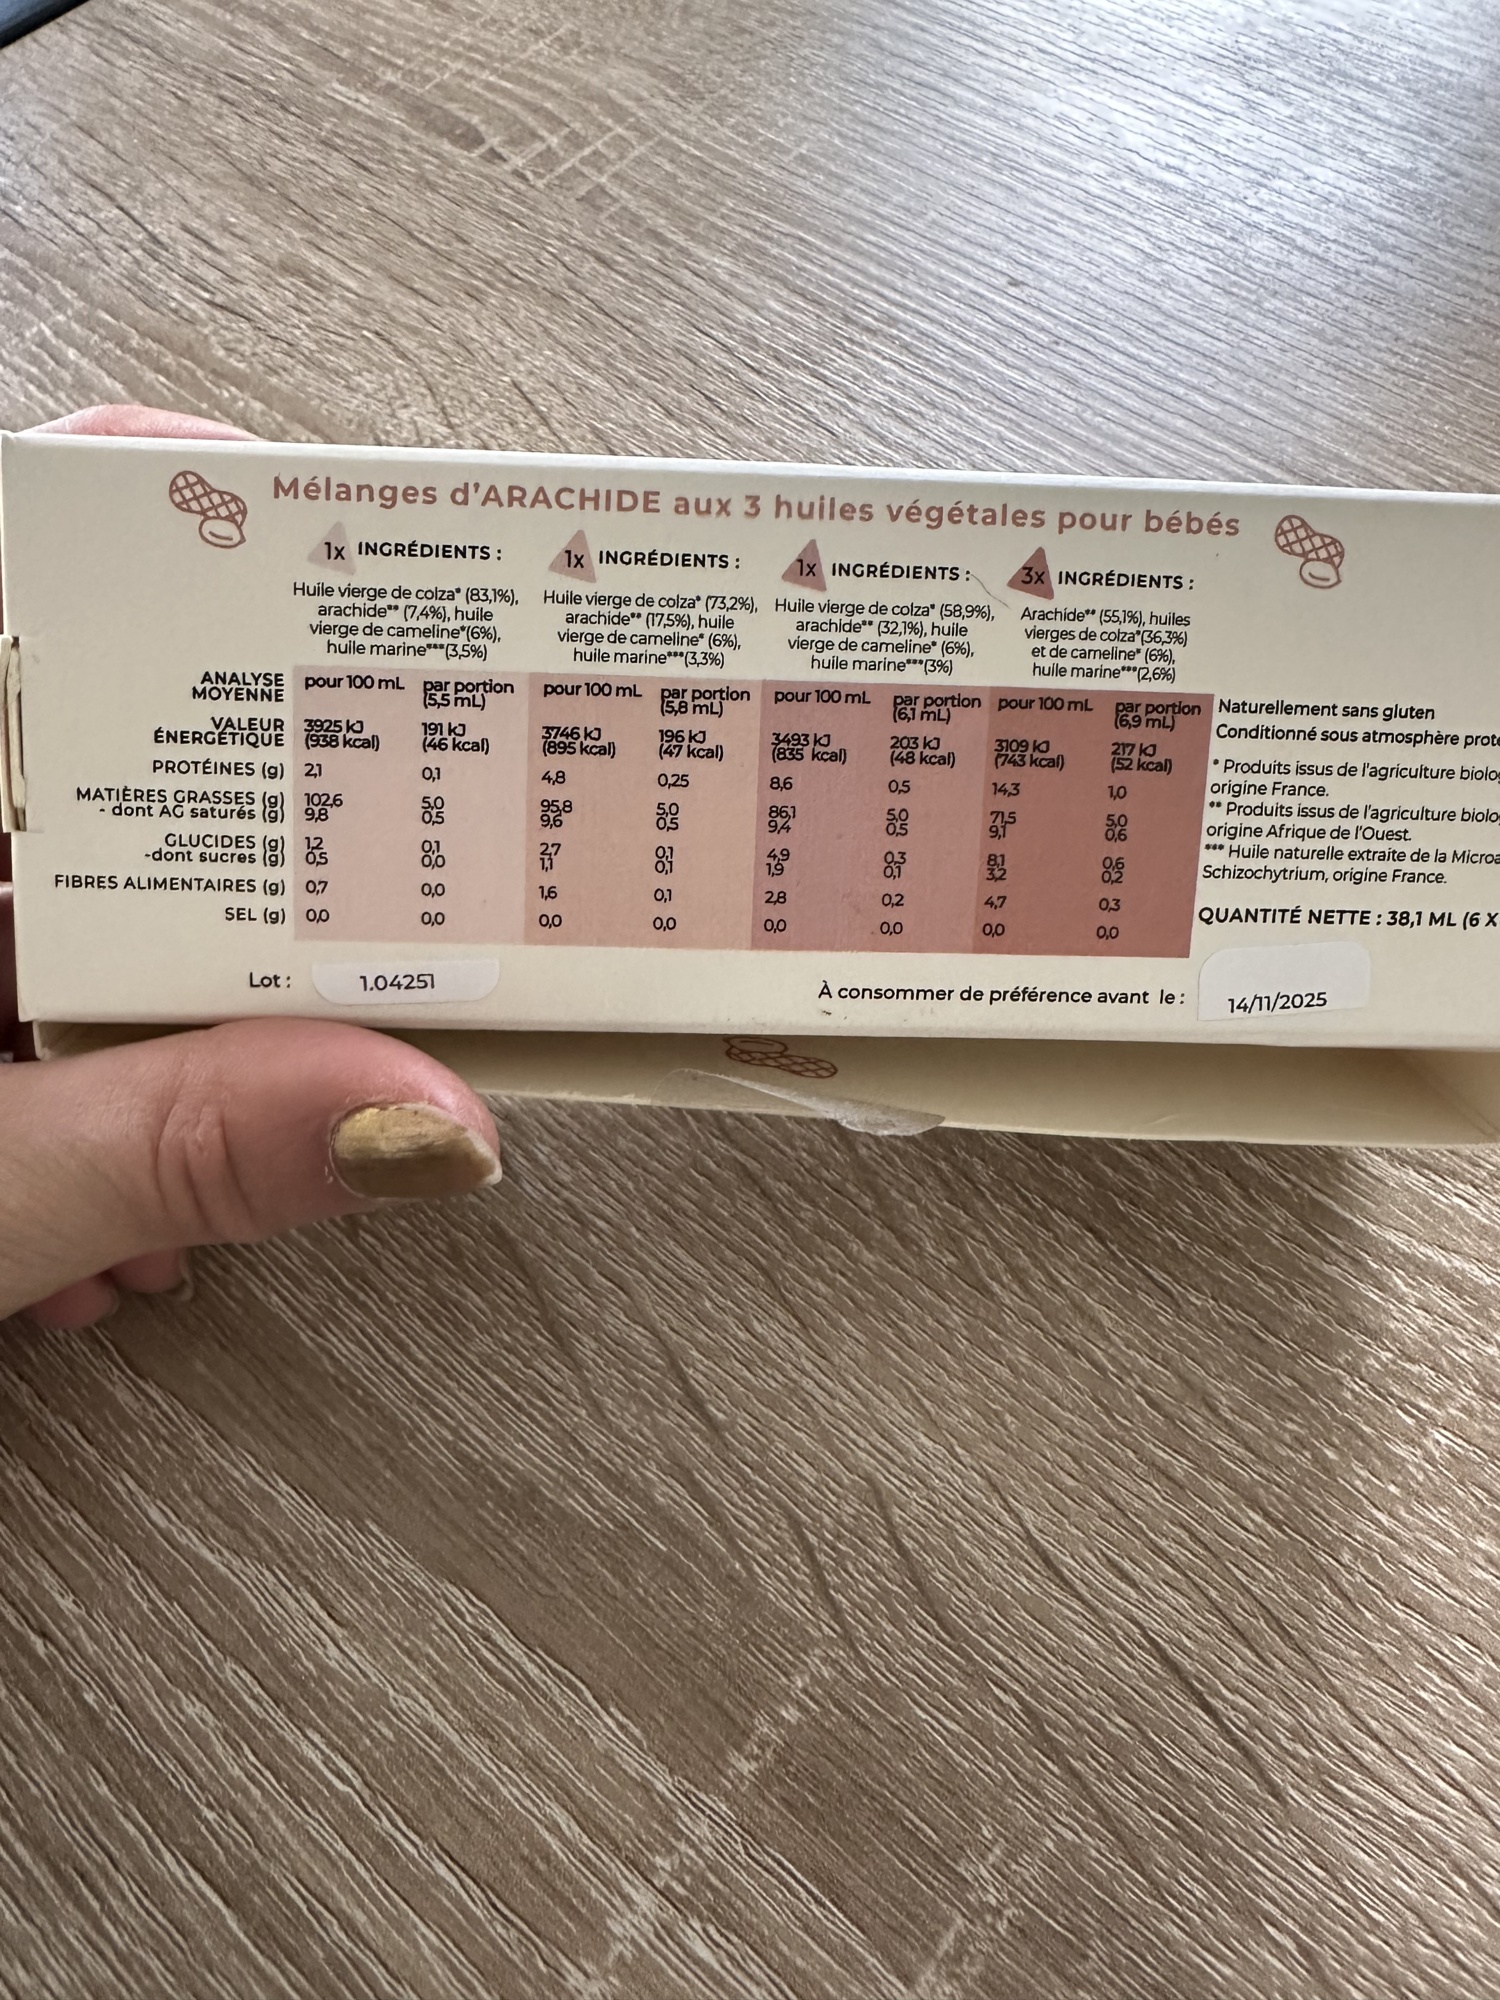 Mélanges d'ARACHIDE aux 3 huiles végétales pour bébés
1x INGRÉDIENTS :
Huile vierge de colza* (83,1%),
arachide** (7,4%), huile
vierge de cameline*(6%),
huile marine***(3,5%)
1x INGRÉDIENTS :
Huile vierge de colza* (73,2%),
arachide** (17,5%), huile
vierge de cameline* (6%),
huile marine***(3,3%)
1x INGRÉDIENTS :
Huile vierge de colza* (58,9%),
arachide** (32,1%), huile
vierge de cameline* (6%),
huile marine***(3%)
3x INGRÉDIENTS :
Arachide** (55,1%), huiles
vierges de colza*(36,3%)
et de cameline* (6%),
huile marine***(2,6%)
ANALYSE MOYENNE pour 100 mL par portion (5,5 mL) pour 100 mL par portion (5,8 mL) pour 100 mL par portion (6,1 mL) pour 100 mL par portion (6,9 mL)
VALEUR ÉNERGÉTIQUE 3925 kJ (938 kcal) 191 kJ (46 kcal) 3746 kJ (895 kcal) 196 kJ (47 kcal) 3493 kJ (835 kcal) 203 kJ (48 kcal) 3109 kJ (743 kcal) 217 kJ (52 kcal)
PROTÉINES (g) 2,1 0,1 4,8 0,25 8,6 0,5 14,3 1,0
MATIÈRES GRASSES (g) 102,6 5,0 95,8 5,0 86,1 5,0 71,5 5,0
- dont AG saturés (g) 9,8 0,5 9,6 0,5 9,4 0,5 9,1 0,6
GLUCIDES (g) 1,2 0,1 2,7 0,1 4,9 0,3 8,1 0,6
-dont sucres (g) 0,5 0,0 1,1 0,1 1,9 0,1 3,2 0,2
FIBRES ALIMENTAIRES (g) 0,7 0,0 1,6 0,1 2,8 0,2 4,7 0,3
SEL (g) 0,0 0,0 0,0 0,0 0,0 0,0 0,0 0,0
Naturellement sans gluten
Conditionné sous atmosphère
* Produits issus de l'agriculture
origine France.
** Produits issus de l'agriculture
origine Afrique de l'Ouest.
*** Huile naturelle extraite de la
Schizochytrium, origine France.
QUANTITÉ NETTE : 38,1 ML (6 X
Lot : 1.04251
À consommer de préférence avant le : 14/11/2025